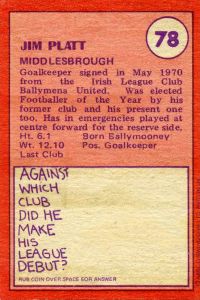 78
JIM PLATT
MIDDLESBROUGH
Goalkeeper signed in May 1970
from the Irish League Club
Ballymena United. Was elected
Footballer of the Year by his
former club and his present one
too. Has in emergencies played at
centre forward for the reserve side.
Ht. 6.1 Born Ballymooney
Wt. 12.10 Pos. Goalkeeper
Last Club
AGAINST
WHICH
CLUB
DID HE
MAKE
HIS
LEAGUE
DEBUT?
RUB COIN OVER SPACE FOR ANSWER